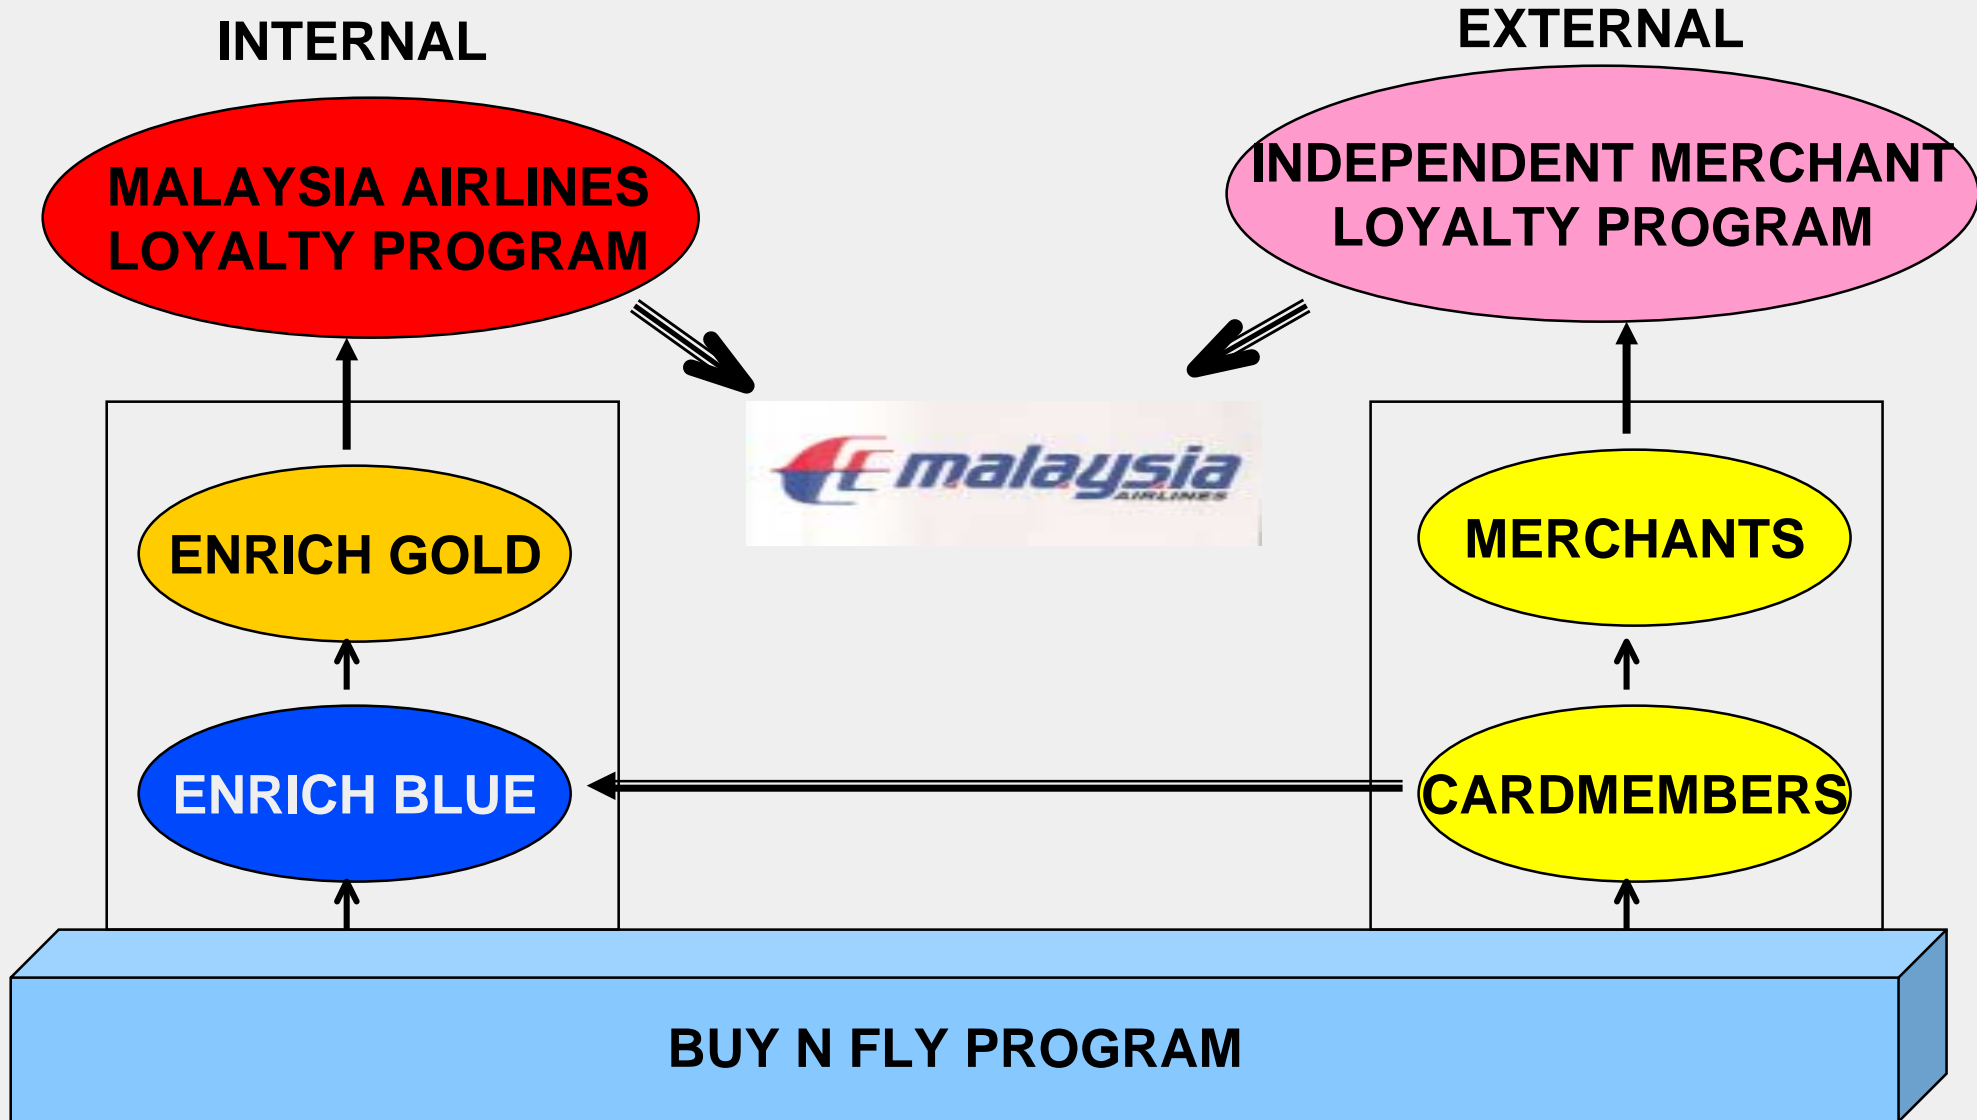 INTERNAL
EXTERNAL
MALAYSIA AIRLINES
LOYALTY PROGRAM
INDEPENDENT MERCHANT
LOYALTY PROGRAM
malaysia
AIRLINES
ENRICH GOLD
MERCHANTS
ENRICH BLUE
CARDMEMBERS
BUY N FLY PROGRAM